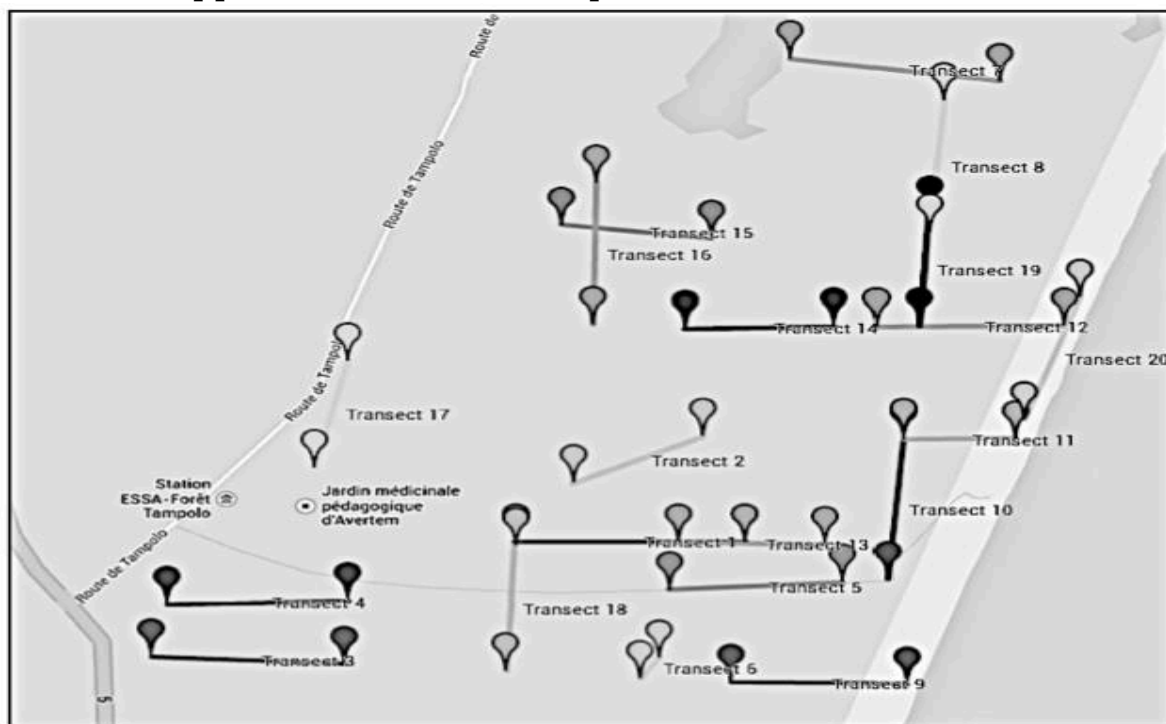 Route de
Transect 7
Route de Tampolo
Transect 8
Transect 15
Transect 16
Transect 19
Transect 14
Transect 12
Route de Tampolo
Transect 20
Transect 17
Transect 11
Transect 2
Station
ESSA-Forêt
Tampolo
Jardin médicinale
pédagogique
d'Avertem
Transect 10
Route de Tampolo
Transect 1
Transect 13
Transect 5
Transect 4
Transect 18
Transect 3
Transect 6
Transect 9
5